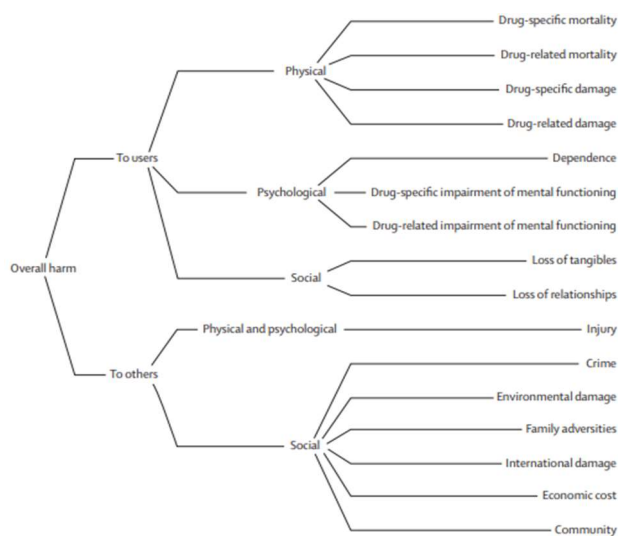 Drug-specific mortality
Drug-related mortality
Physical
Drug-specific damage
Drug-related damage
To users
Dependence
Psychological
Drug-specific impairment of mental functioning
Drug-related impairment of mental functioning
Loss of tangibles
Overall harm
Social
Loss of relationships
Physical and psychological
Injury
Crime
To others
Environmental damage
Family adversities
Social
International damage
Economic cost
Community